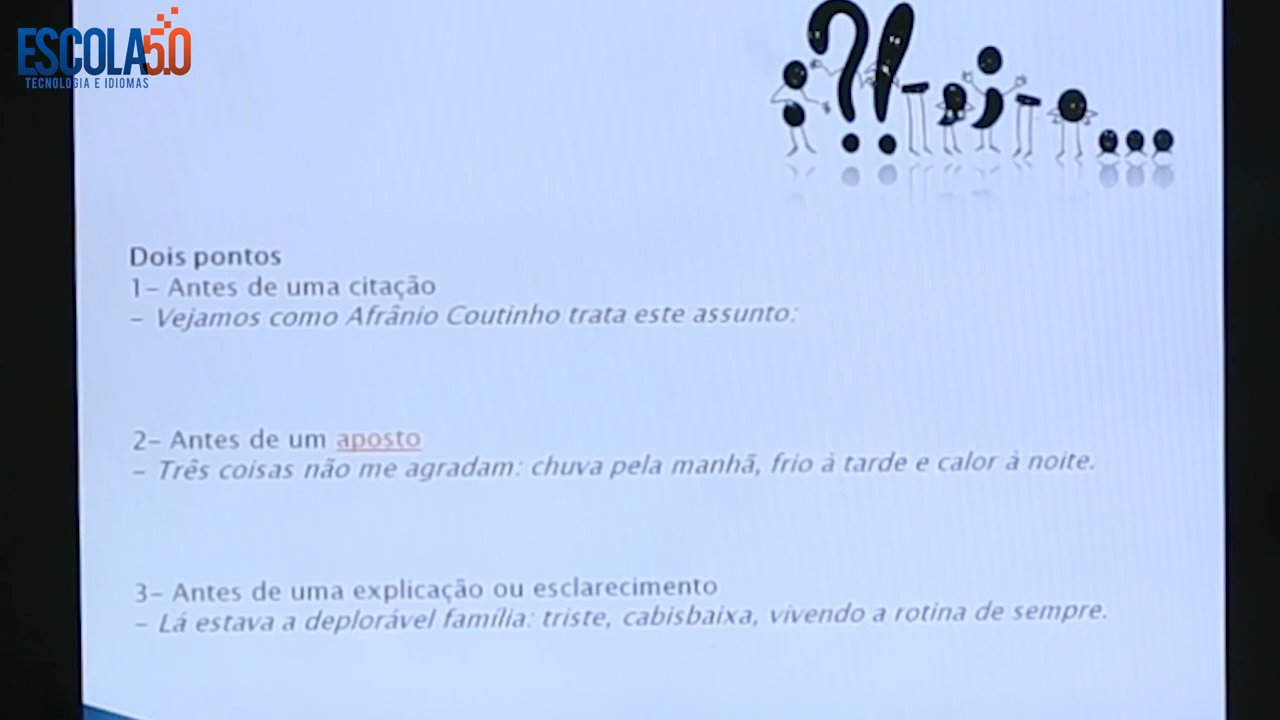 ESCOLA5.0
TECNOLOGIA E IDIOMAS
Dois pontos
1- Antes de uma citação
- Vejamos como Afrânio Coutinho trata este assunto:
2- Antes de um aposto
- Três coisas não me agradam: chuva pela manhã, frio à tarde e calor à noite.
3- Antes de uma explicação ou esclarecimento
- Lá estava a deplorável família: triste, cabisbaixa, vivendo a rotina de sempre.